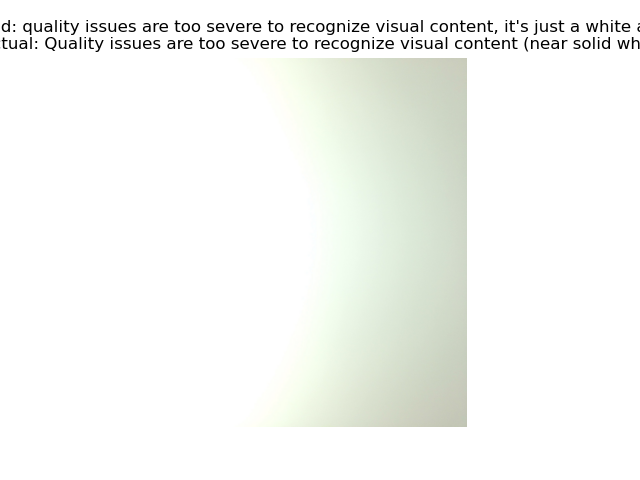 d: quality issues are too severe to recognize visual content, it's just a white
tual: Quality issues are too severe to recognize visual content (near solid wh